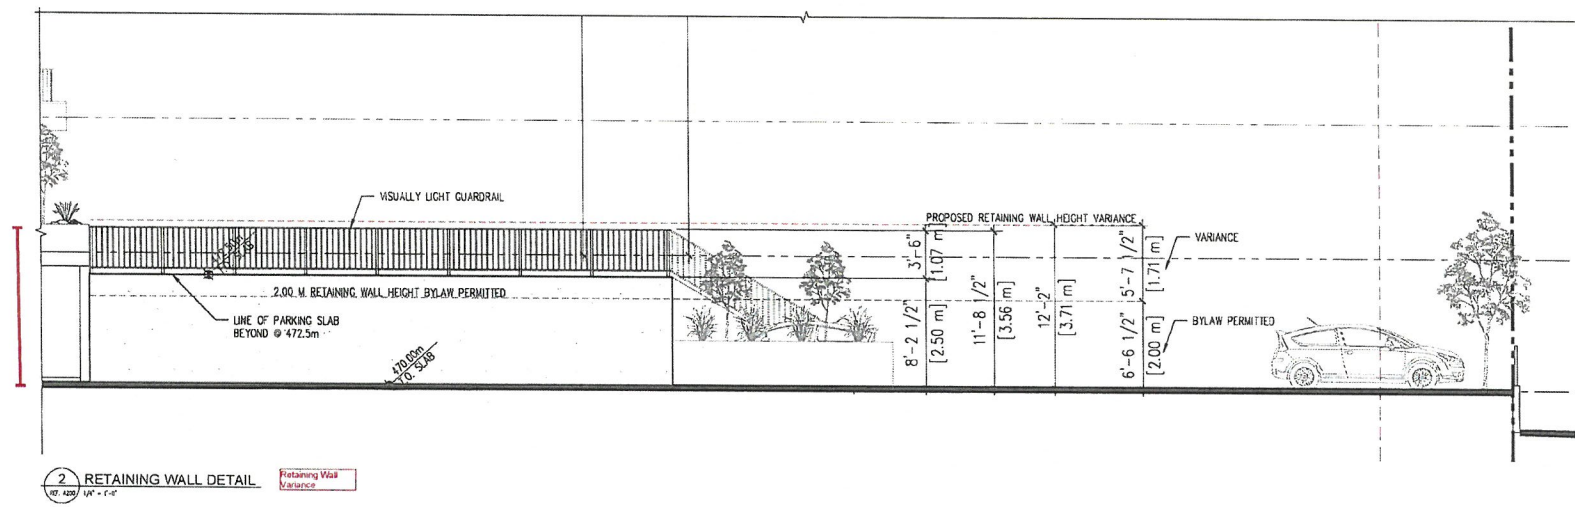 VISUALLY LIGHT GUARDRAIL
PROPOSED RETAINING WALL HEIGHT VARIANCE
VARIANCE
2.00 M RETAINING WALL HEIGHT BYLAW PERMITTED
LINE OF PARKING SLAB
BEYOND @ 472.5m
470.00m
T.O. SLAB
3'-6"
[1.07 m]
8'-2 1/2"
[2.50 m]
11'-8 1/2"
[3.56 m]
12'-2"
[3.71 m]
5'-7 1/2"
[1.71 m]
6'-6 1/2"
[2.00 m]
BYLAW PERMITTED
2
REF. A200
RETAINING WALL DETAIL
1/4" = 1'-0"
Retaining Wall
Variance